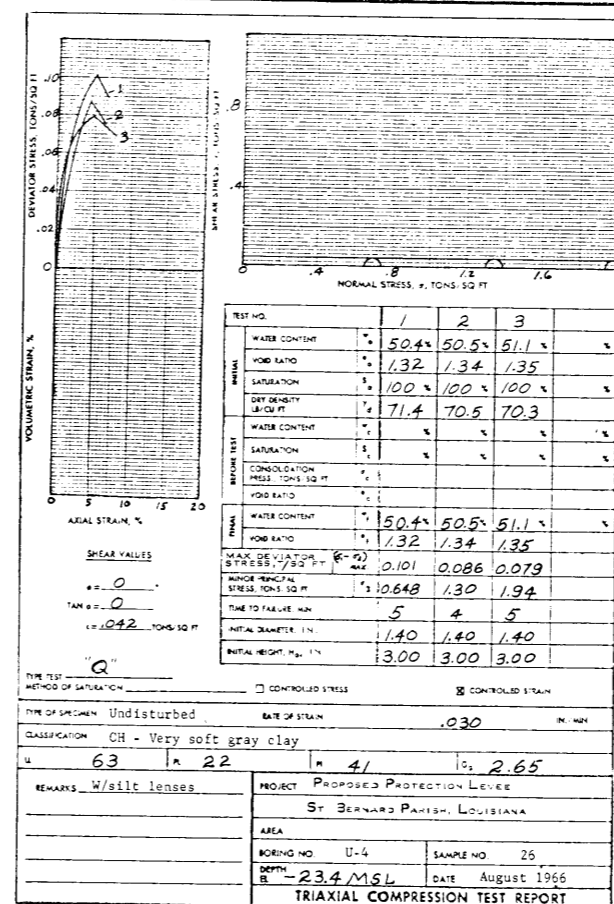 DEVIATOR STRESS, TONS/SQ FT
.10
.08
.06
.04
.02
0
1
2
3
SHEAR STRESS, τ, TONS/SQ FT
.8
.4
0 .4 .8 1.2 1.6
NORMAL STRESS, σ, TONS/SQ FT
VOLUMETRIC STRAIN, %
0 5 10 15 20
AXIAL STRAIN, %
TEST NO. 1 2 3
INITIAL
WATER CONTENT 50.4% 50.5% 51.1 % %
VOID RATIO 1.32 1.34 1.35
SATURATION 100 % 100 % 100 % %
DRY DENSITY LB/CU FT 71.4 70.5 70.3
BEFORE TEST
WATER CONTENT % % % %
SATURATION % % % %
CONSOLIDATION PRESS., TONS/SQ FT
VOID RATIO
FINAL
WATER CONTENT 50.4% 50.5% 51.1 % %
VOID RATIO 1.32 1.34 1.35
MAX DEVIATOR STRESS, T/SQ FT (σ₁-σ₃) MAX 0.101 0.086 0.079
MINOR PRINCIPAL STRESS, TONS/SQ FT σ₃ 0.648 1.30 1.94
TIME TO FAILURE, MIN 5 4 5
INITIAL DIAMETER, IN. 1.40 1.40 1.40
INITIAL HEIGHT, H₀, IN 3.00 3.00 3.00
SHEAR VALUES
ø = 0 °
TAN ø = 0
c = .042 TONS/SQ FT
TYPE TEST "Q"
METHOD OF SATURATION
CONTROLLED STRESS
☒ CONTROLLED STRAIN
TYPE OF SPECIMEN Undisturbed RATE OF STRAIN .030 IN./MIN
CLASSIFICATION CH - Very soft gray clay
LL 63 PL 22 PI 41 Gs 2.65
REMARKS W/silt lenses
PROJECT PROPOSED PROTECTION LEVEE
ST BERNARD PARISH, LOUISIANA
AREA
BORING NO. U-4 SAMPLE NO. 26
DEPTH EL -23.4 MSL DATE August 1966
TRIAXIAL COMPRESSION TEST REPORT